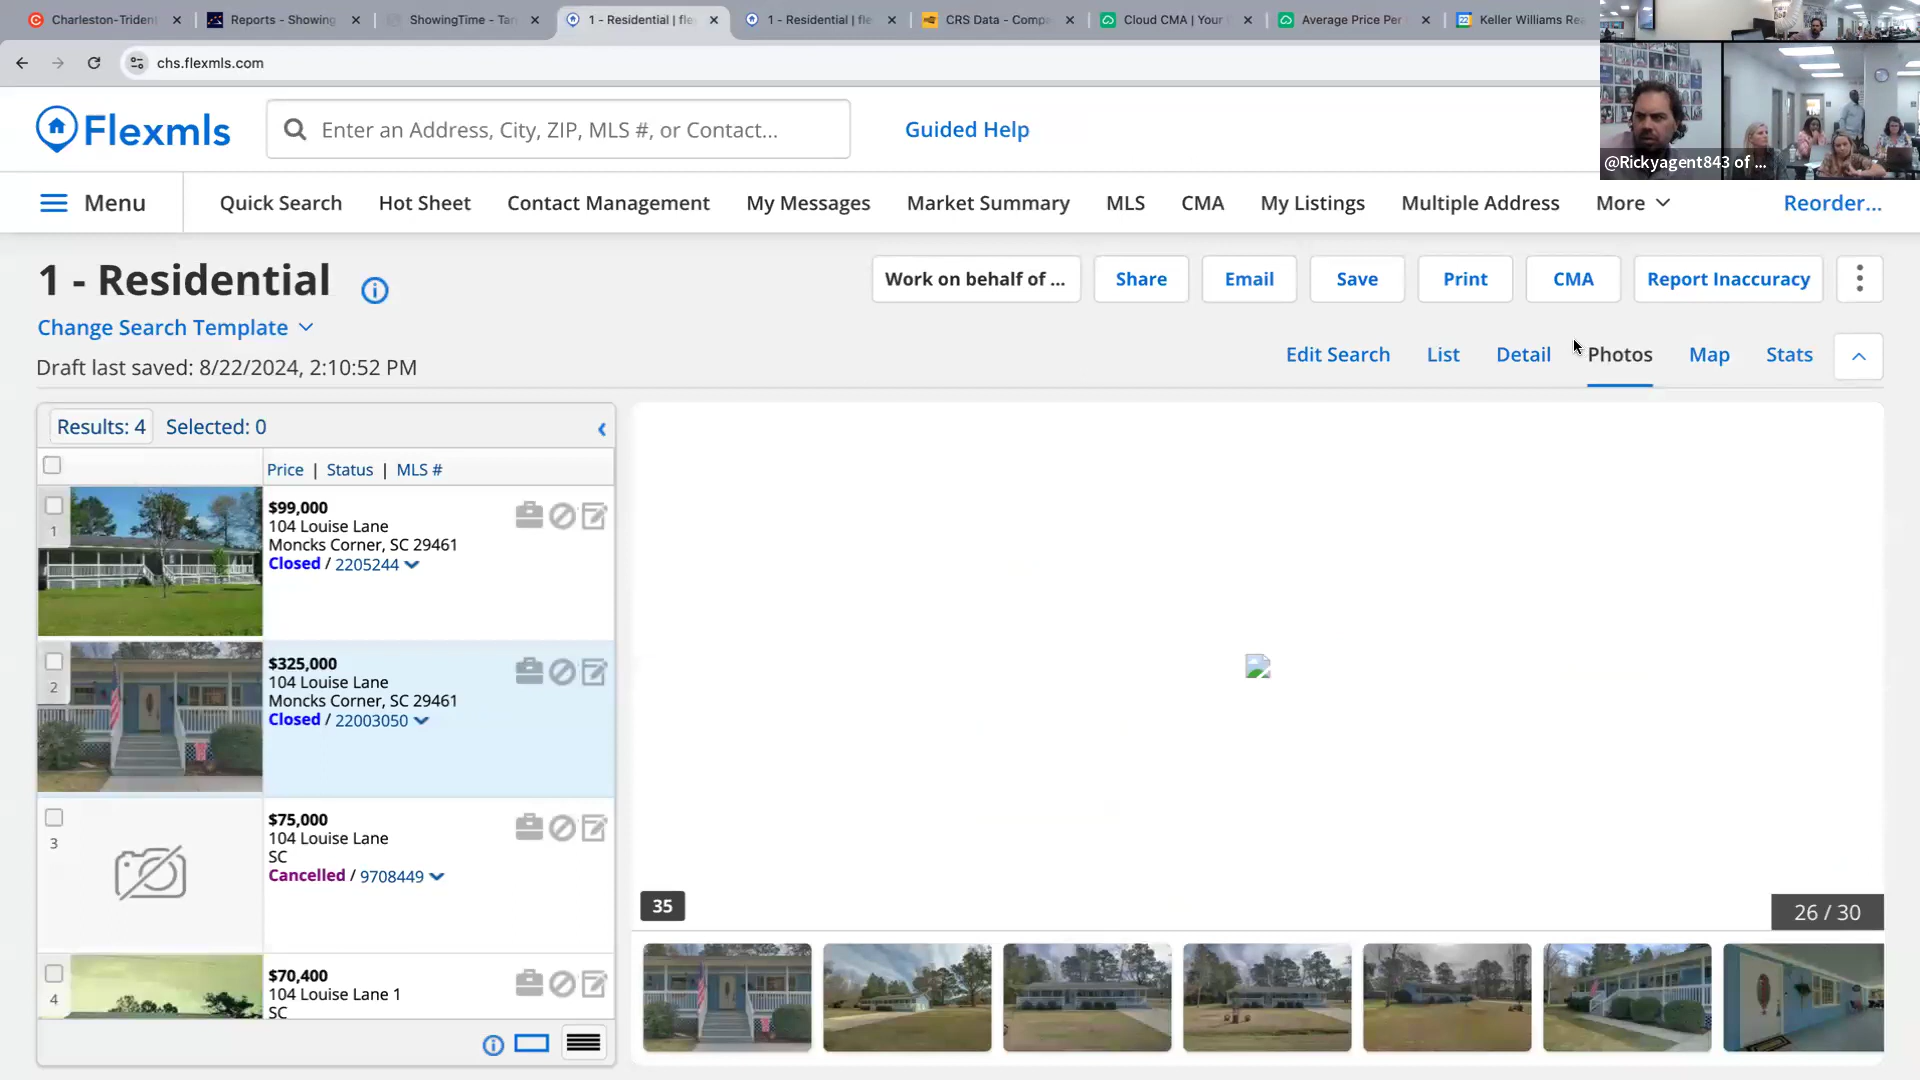 Charleston-Trident
Reports - Showing
ShowingTime - Tan
1 - Residential | fle
1 - Residential | fle
CRS Data - Comp
Cloud CMA | Your
Average Price Per
Keller Williams Rea
chs.flexmls.com
Flexmls
Enter an Address, City, ZIP, MLS #, or Contact...
Guided Help
@Rickyagent843 of ...
Menu
Quick Search
Hot Sheet
Contact Management
My Messages
Market Summary
MLS
CMA
My Listings
Multiple Address
More
Reorder...
1 - Residential
Work on behalf of ...
Share
Email
Save
Print
CMA
Report Inaccuracy
Change Search Template
Draft last saved: 8/22/2024, 2:10:52 PM
Edit Search
List
Detail
Photos
Map
Stats
Results: 4
Selected: 0
Price | Status | MLS #
1
$99,000
104 Louise Lane
Moncks Corner, SC 29461
Closed / 2205244
2
$325,000
104 Louise Lane
Moncks Corner, SC 29461
Closed / 22003050
3
$75,000
104 Louise Lane
SC
Cancelled / 9708449
4
$70,400
104 Louise Lane 1
SC
35
26 / 30